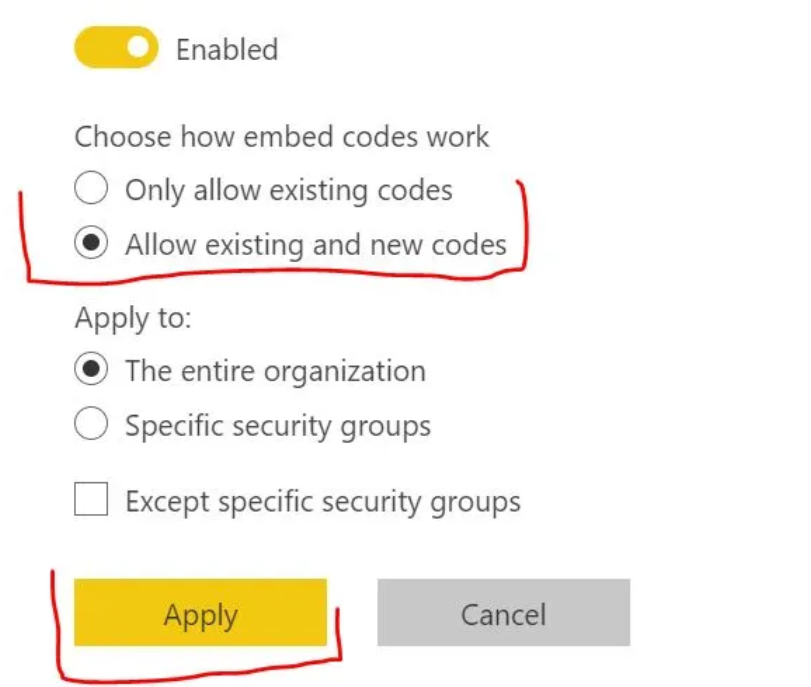 Enabled
Choose how embed codes work
Only allow existing codes
Allow existing and new codes
Apply to:
The entire organization
Specific security groups
Except specific security groups
Apply Cancel